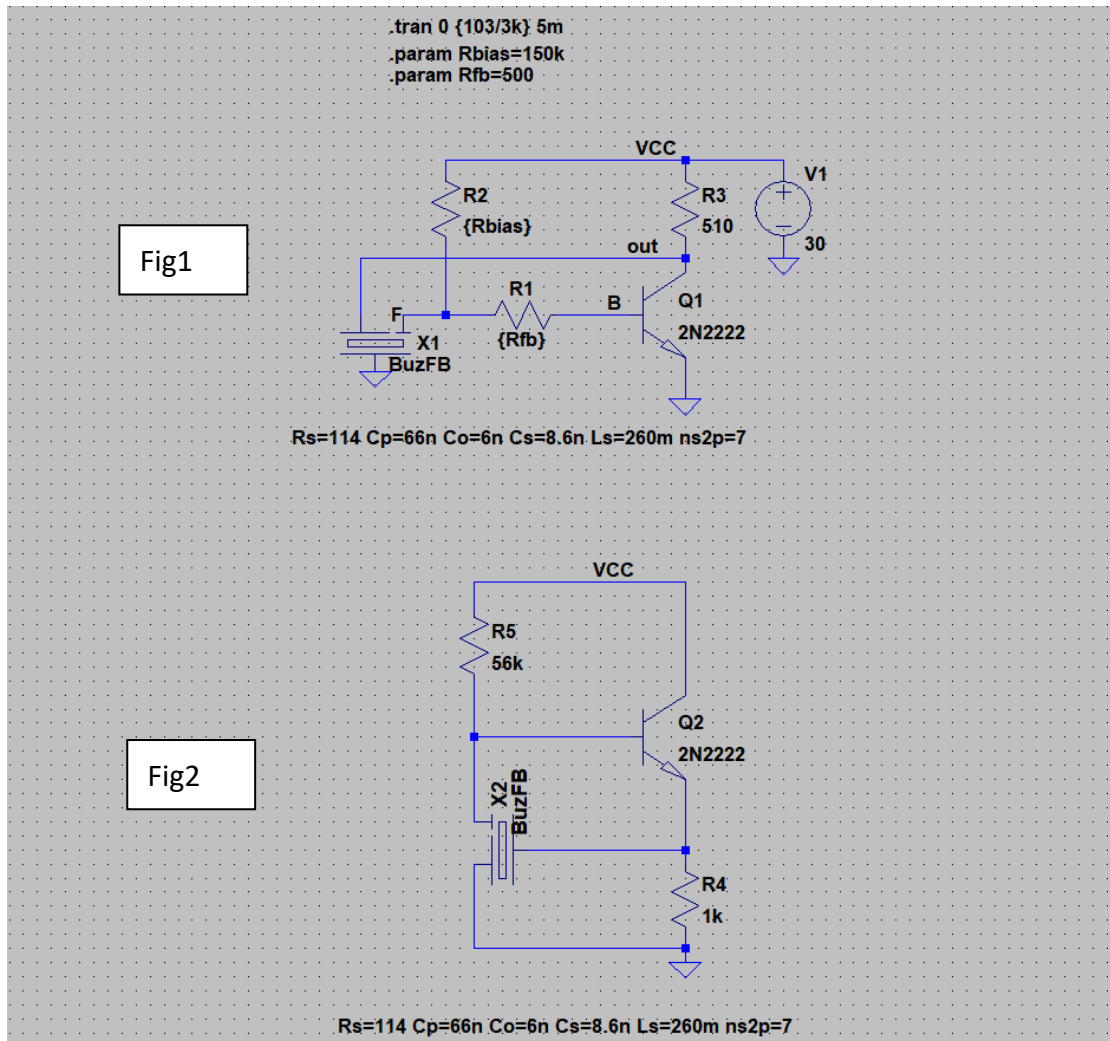 .tran 0 {103/3k} 5m
.param Rbias=150k
.param Rfb=500
VCC
V1
R2
R3
{Rbias}
510
Fig1
out
30
R1
F
B
Q1
{Rfb}
X1
2N2222
BuzFB
Rs=114 Cp=66n Co=6n Cs=8.6n Ls=260m ns2p=7
VCC
R5
56k
Q2
Fig2
2N2222
X2
BuzFB
R4
1k
Rs=114 Cp=66n Co=6n Cs=8.6n Ls=260m ns2p=7